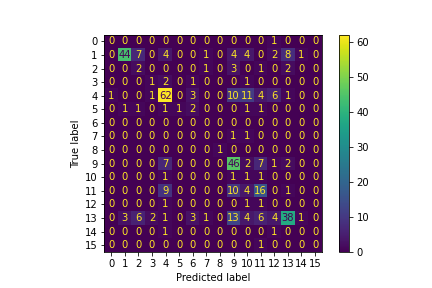 0 0 0 0 0 0 0 0 0 0 0 0 0 1 0 0 0
1 0 44 7 0 4 0 0 1 0 4 4 0 2 8 1 0
2 0 0 2 0 0 0 0 1 0 3 0 1 0 2 0 0
3 0 0 0 1 2 0 1 0 0 0 1 0 0 0 0 0
4 1 0 0 1 62 0 3 0 0 10 11 4 6 1 0 0
5 0 1 1 0 1 1 2 0 0 0 1 1 0 0 0 0
6 0 0 0 0 0 0 0 0 0 0 0 0 0 0 0 0
7 0 0 0 0 0 0 0 0 0 1 1 0 0 0 0 0
8 0 0 0 0 0 0 0 0 1 0 0 0 0 0 0 0
9 0 0 0 0 7 0 0 0 0 46 2 7 1 2 0 0
10 0 0 0 0 0 0 0 0 0 1 0 1 0 0 0 0
11 0 0 0 0 9 0 0 0 0 10 4 16 0 1 0 0
12 0 0 0 0 1 0 0 0 0 0 1 0 0 0 0 0
13 0 3 6 2 1 0 3 1 0 13 4 6 4 38 1 0
14 0 0 0 0 1 0 0 0 0 0 0 0 1 0 0 0
15 0 0 0 0 0 0 0 0 0 0 0 1 0 0 0 0
0 1 2 3 4 5 6 7 8 9 10 11 12 13 14 15
True label
Predicted label
60
50
40
30
20
10
0